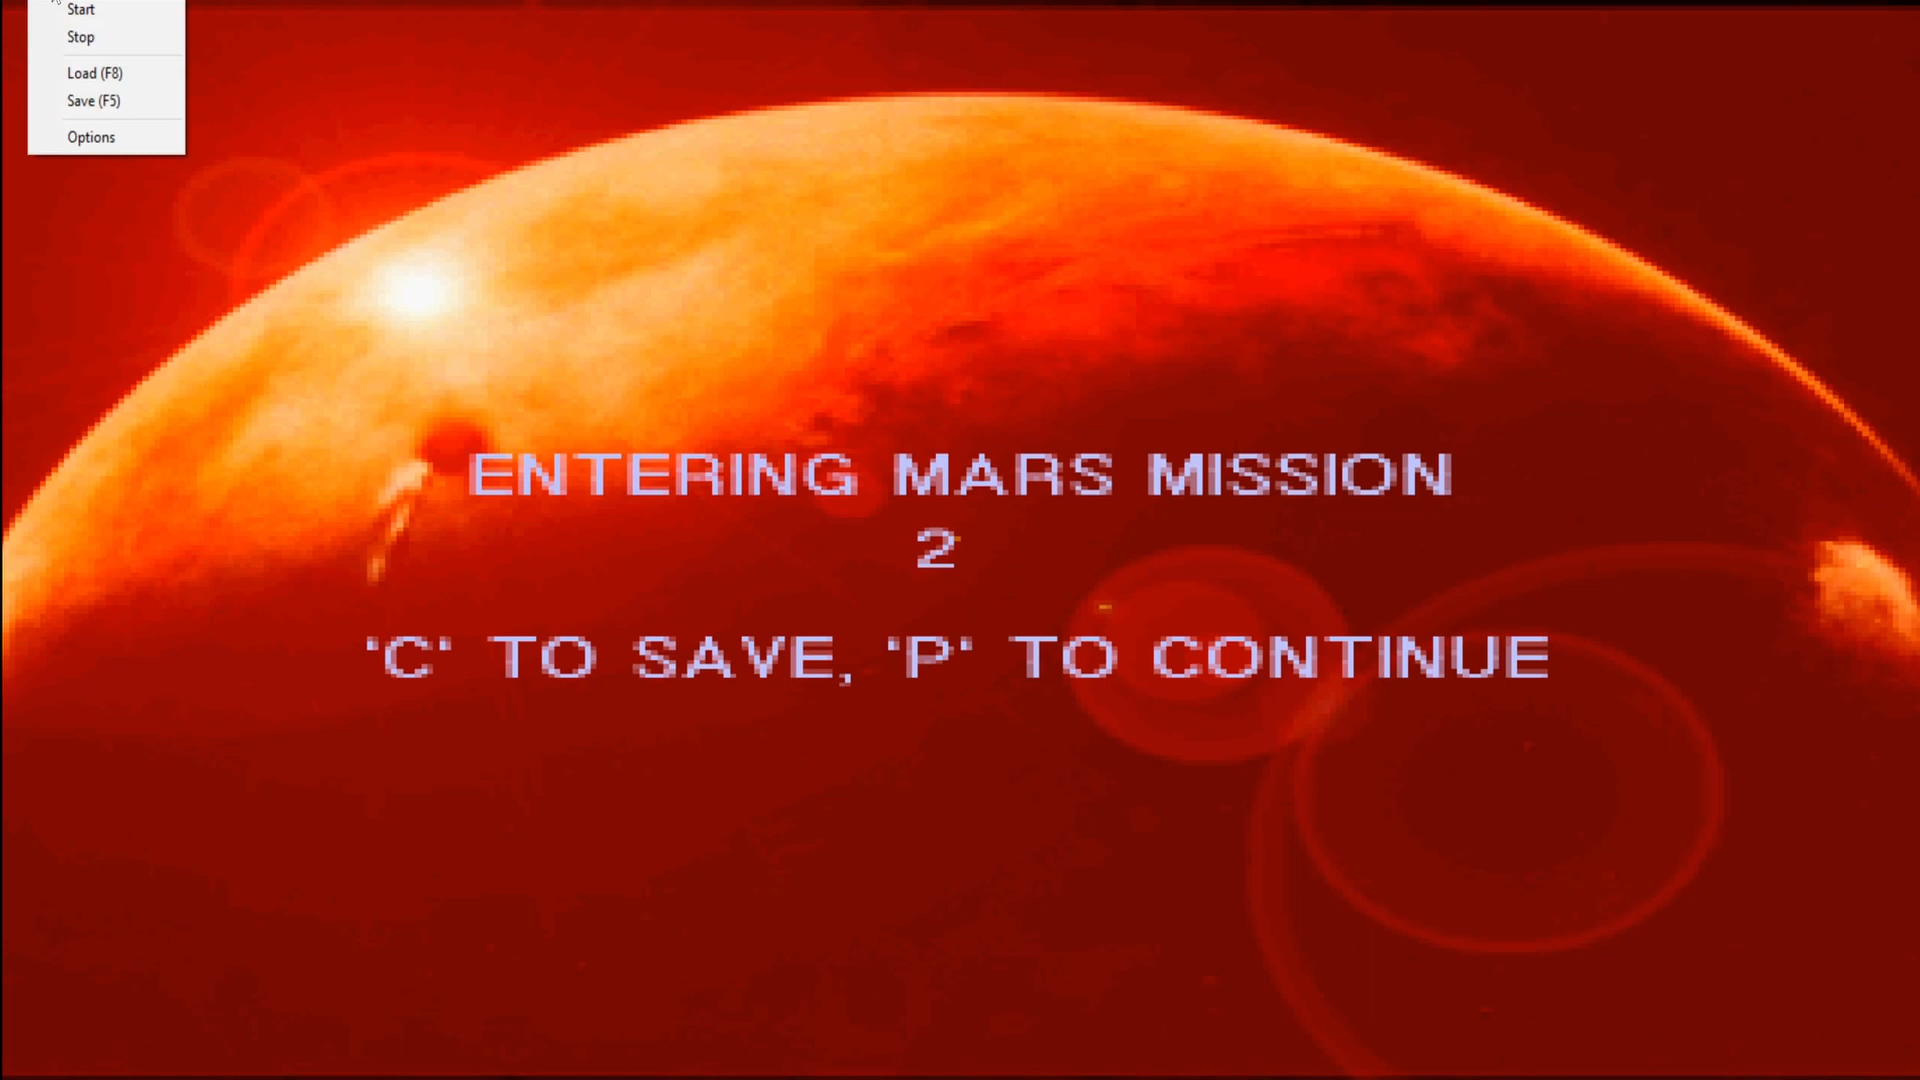 Start
Stop
Load (F8)
Save (F5)
Options
ENTERING MARS MISSION
2
'C' TO SAVE, 'P' TO CONTINUE